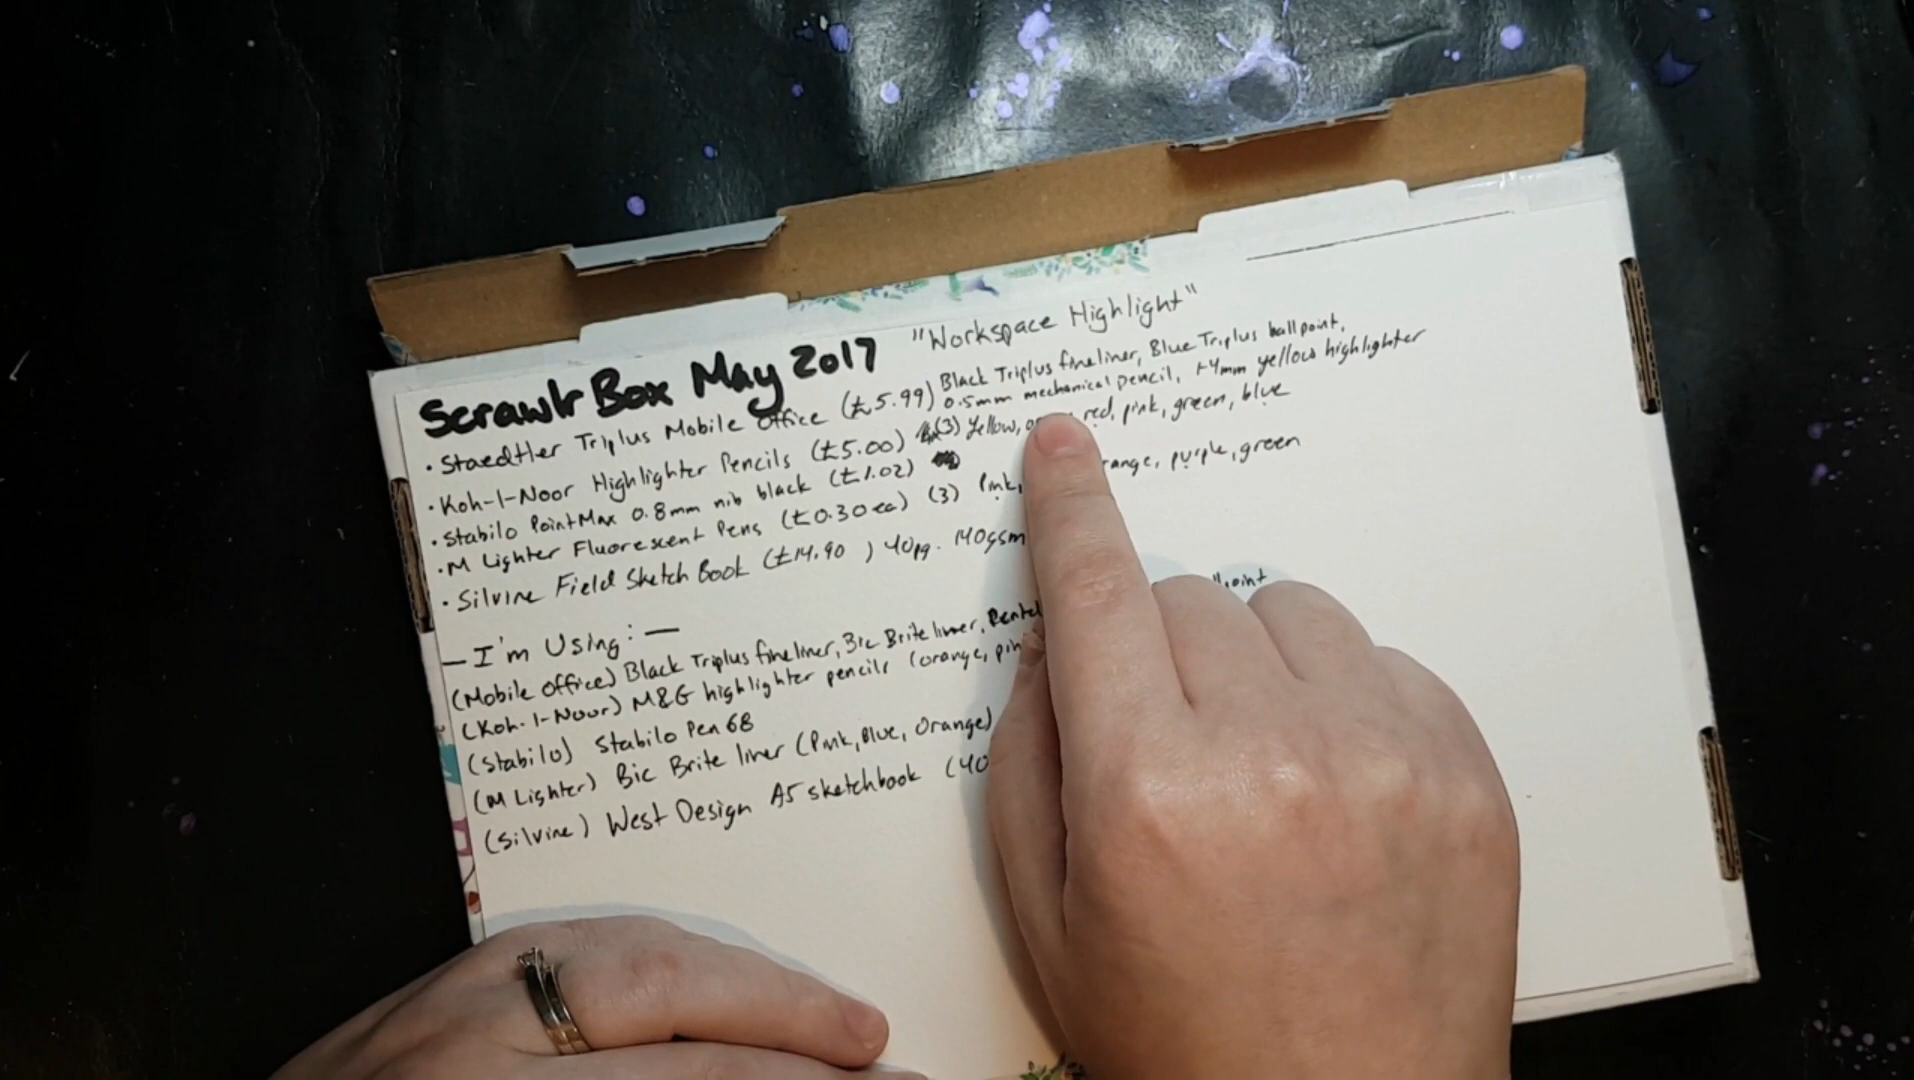 Scrawlr Box May 2017 "Workspace Highlight"
• Staedtler Triplus Mobile Office (£5.99) Black Triplus fineliner, Blue Triplus ballpoint,
0.5mm mechanical pencil, 1-4mm yellow highlighter
• Koh-I-Noor Highlighter Pencils (£5.00) (3) Yellow, red, pink, green, blue
• Stabilo PointMax 0.8mm nib black (£1.02)
• M Lighter Fluorescent Pens (£0.30 ea) (3) Pink, purple, green
• Silvine Field Sketch Book (£14.90 ) 40pg. 140gsm
— I'm Using: —
(Mobile Office) Black Triplus fineliner, Bic Brite liner,
(Koh-I-Noor) M&G highlighter pencils (orange,
(Stabilo) Stabilo Pen 68
(M Lighter) Bic Brite liner (Pink, Blue, Orange)
(Silvine) West Design A5 sketchbook (40